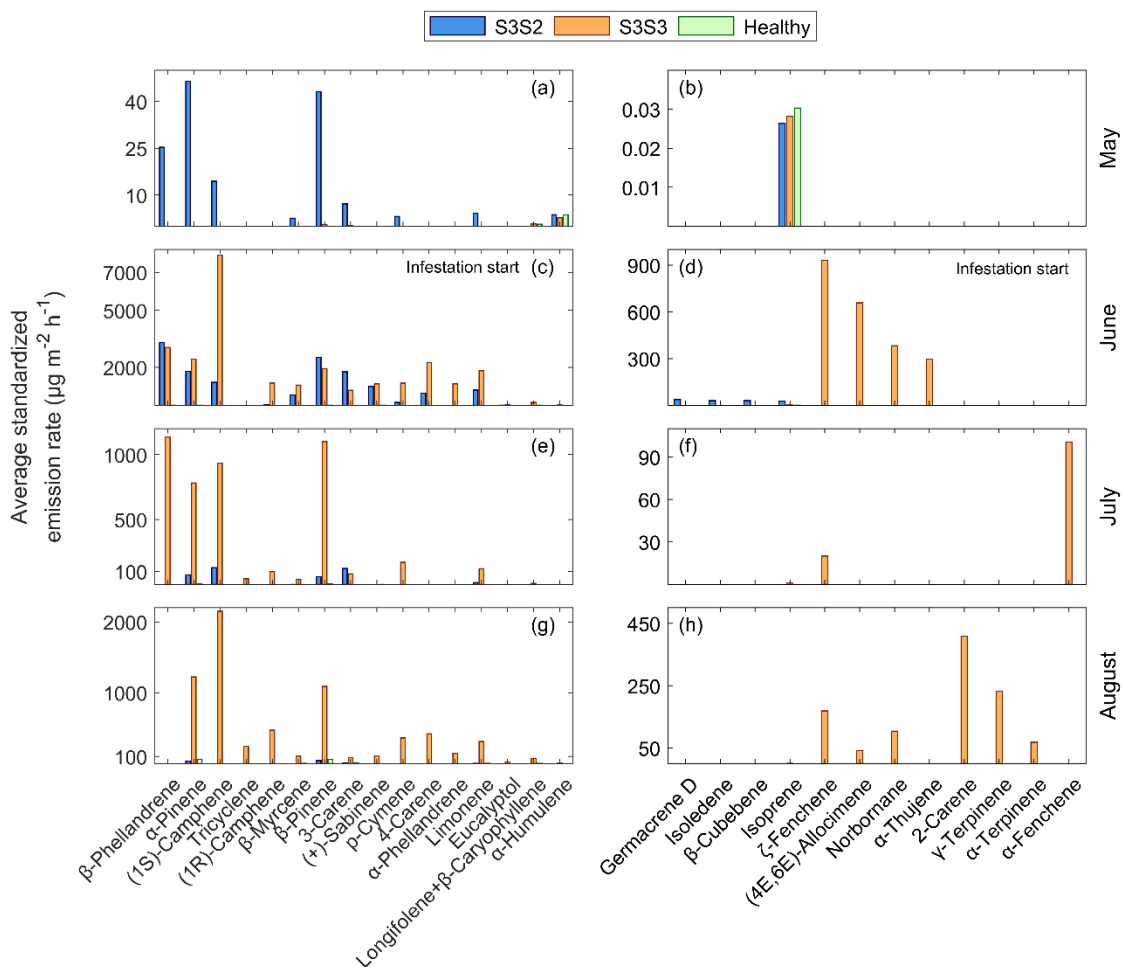 S3S2 S3S3 Healthy
Average standardized
emission rate (µg m⁻² h⁻¹)
(a)
40
25
10
(b)
0.03
0.02
0.01
May
(c)
Infestation start
7000
5000
2000
(d)
Infestation start
900
600
300
June
(e)
1000
500
100
(f)
90
60
30
July
(g)
2000
1000
100
(h)
450
250
50
August
β-Phellandrene
α-Pinene
(1S)-Camphene
Tricyclene
(1R)-Camphene
β-Myrcene
β-Pinene
3-Carene
(+)-Sabinene
p-Cymene
4-Carene
α-Phellandrene
Limonene
Eucalyptol
Longifolene+β-Caryophyllene
α-Humulene
Germacrene D
Isoledene
β-Cubebene
Isoprene
ζ-Fenchene
(4E,6E)-Allocimene
Norbornane
α-Thujene
2-Carene
γ-Terpinene
α-Terpinene
α-Fenchene